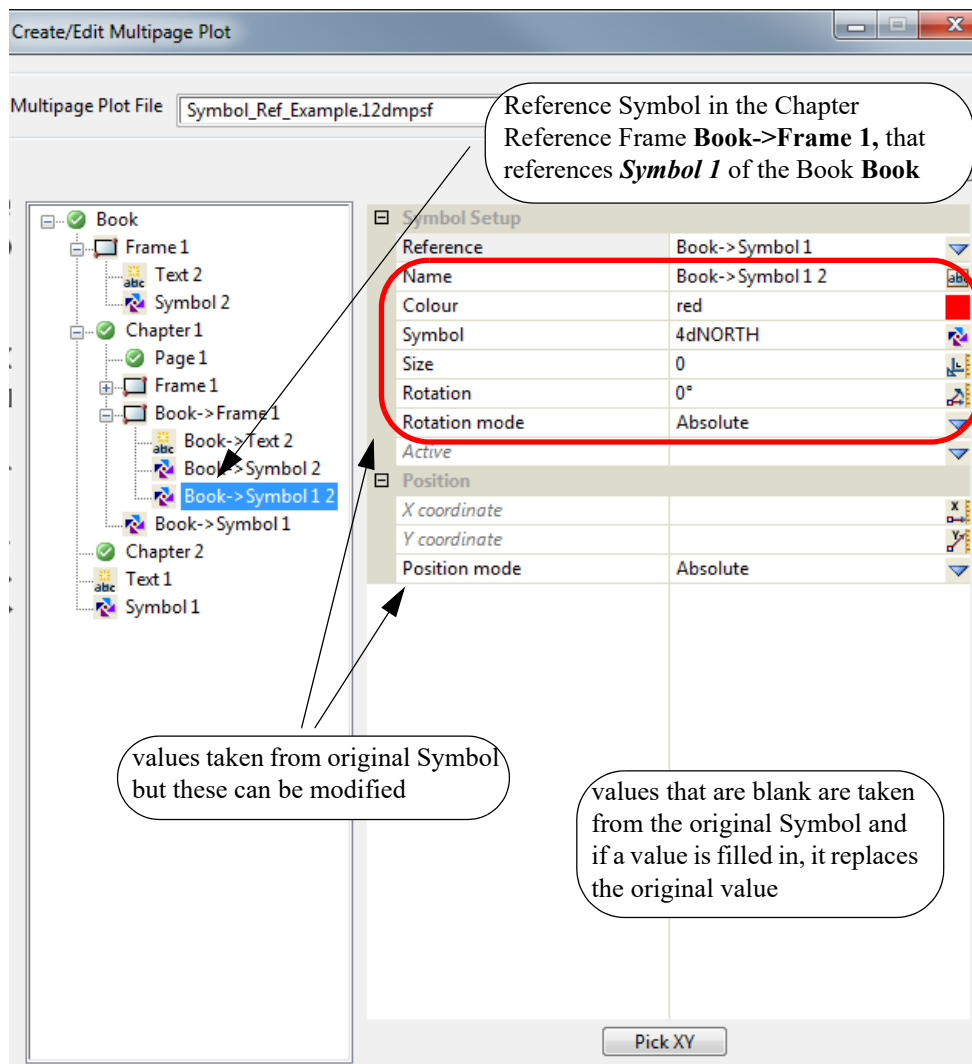 Create/Edit Multipage Plot
Multipage Plot File Symbol_Ref_Example.12dmpsf
Reference Symbol in the Chapter
Reference Frame Book->Frame 1, that
references Symbol 1 of the Book Book
Book
Frame 1
abc Text 2
Symbol 2
Chapter 1
Page 1
Frame 1
Book->Frame 1
abc Book->Text 2
Book->Symbol 2
Book->Symbol 1 2
Book->Symbol 1
Chapter 2
abc Text 1
Symbol 1
Symbol Setup
Reference Book->Symbol 1
Name Book->Symbol 1 2 ab
Colour red
Symbol 4dNORTH
Size 0
Rotation 0°
Rotation mode Absolute
Active
Position
X coordinate X
Y coordinate Y
Position mode Absolute
values taken from original Symbol
but these can be modified
values that are blank are taken
from the original Symbol and
if a value is filled in, it replaces
the original value
Pick XY